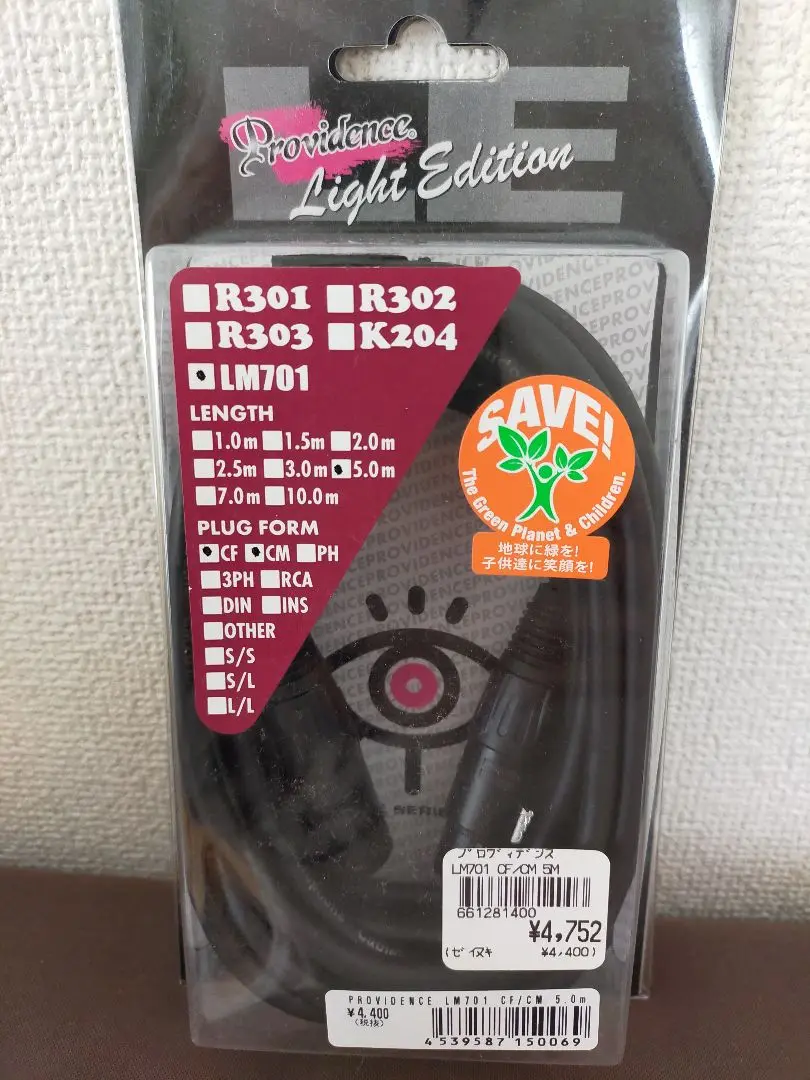 LE
Providence
Light Edition
R301 R302
R303 K204
LM701
LENGTH
1.0m 1.5m 2.0m
2.5m 3.0m 5.0m
7.0m 10.0m
PLUG FORM
CF CM PH
3PH RCA
DIN INS
OTHER
S/S
S/L
L/L
SAVE!
The Green Planet & Children.
地球に緑を!
子供達に笑顔を!
SERIE
プロヴィデンス
LM701 CF/CM 5M
661281400
¥4,752
(ゼイヌキ ¥4,400)
PROVIDENCE LM701 CF/CM 5.0m
¥4,400
(税抜)
4539587150069